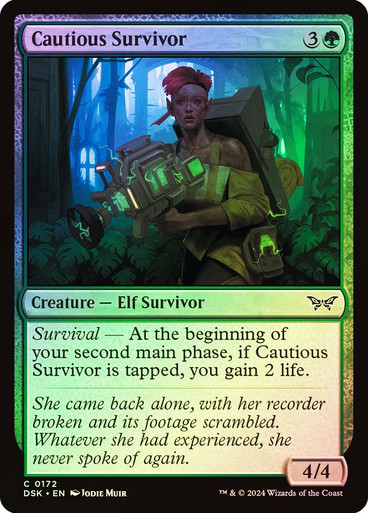 Cautious Survivor 3
Creature — Elf Survivor
Survival — At the beginning of
your second main phase, if Cautious
Survivor is tapped, you gain 2 life.
She came back alone, with her recorder
broken and its footage scrambled.
Whatever she had experienced, she
never spoke of again.
4/4
C 0172
DSK • EN Jodie Muir
™ & © 2024 Wizards of the Coast